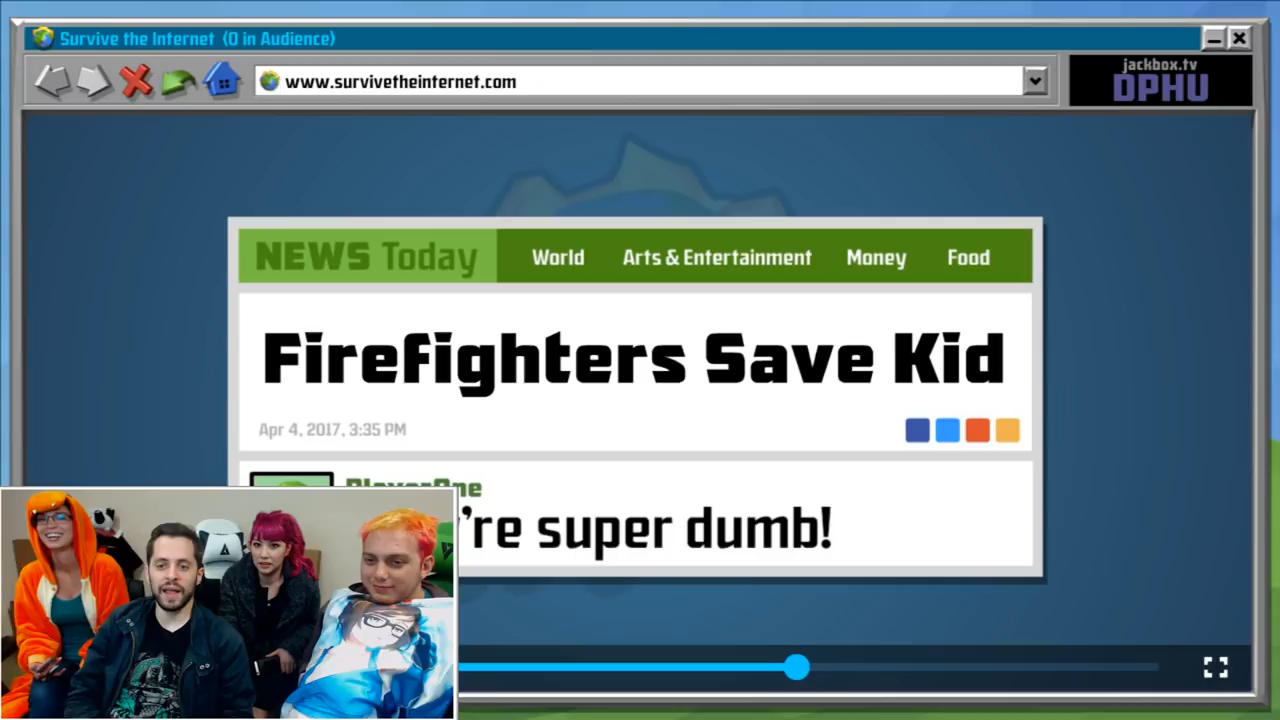 Survive the Internet (0 in Audience)
www.survivetheinternet.com
jackbox.tv
DPHU
NEWS Today World Arts & Entertainment Money Food
Firefighters Save Kid
Apr 4, 2017, 3:35 PM
PlayerOne
're super dumb!